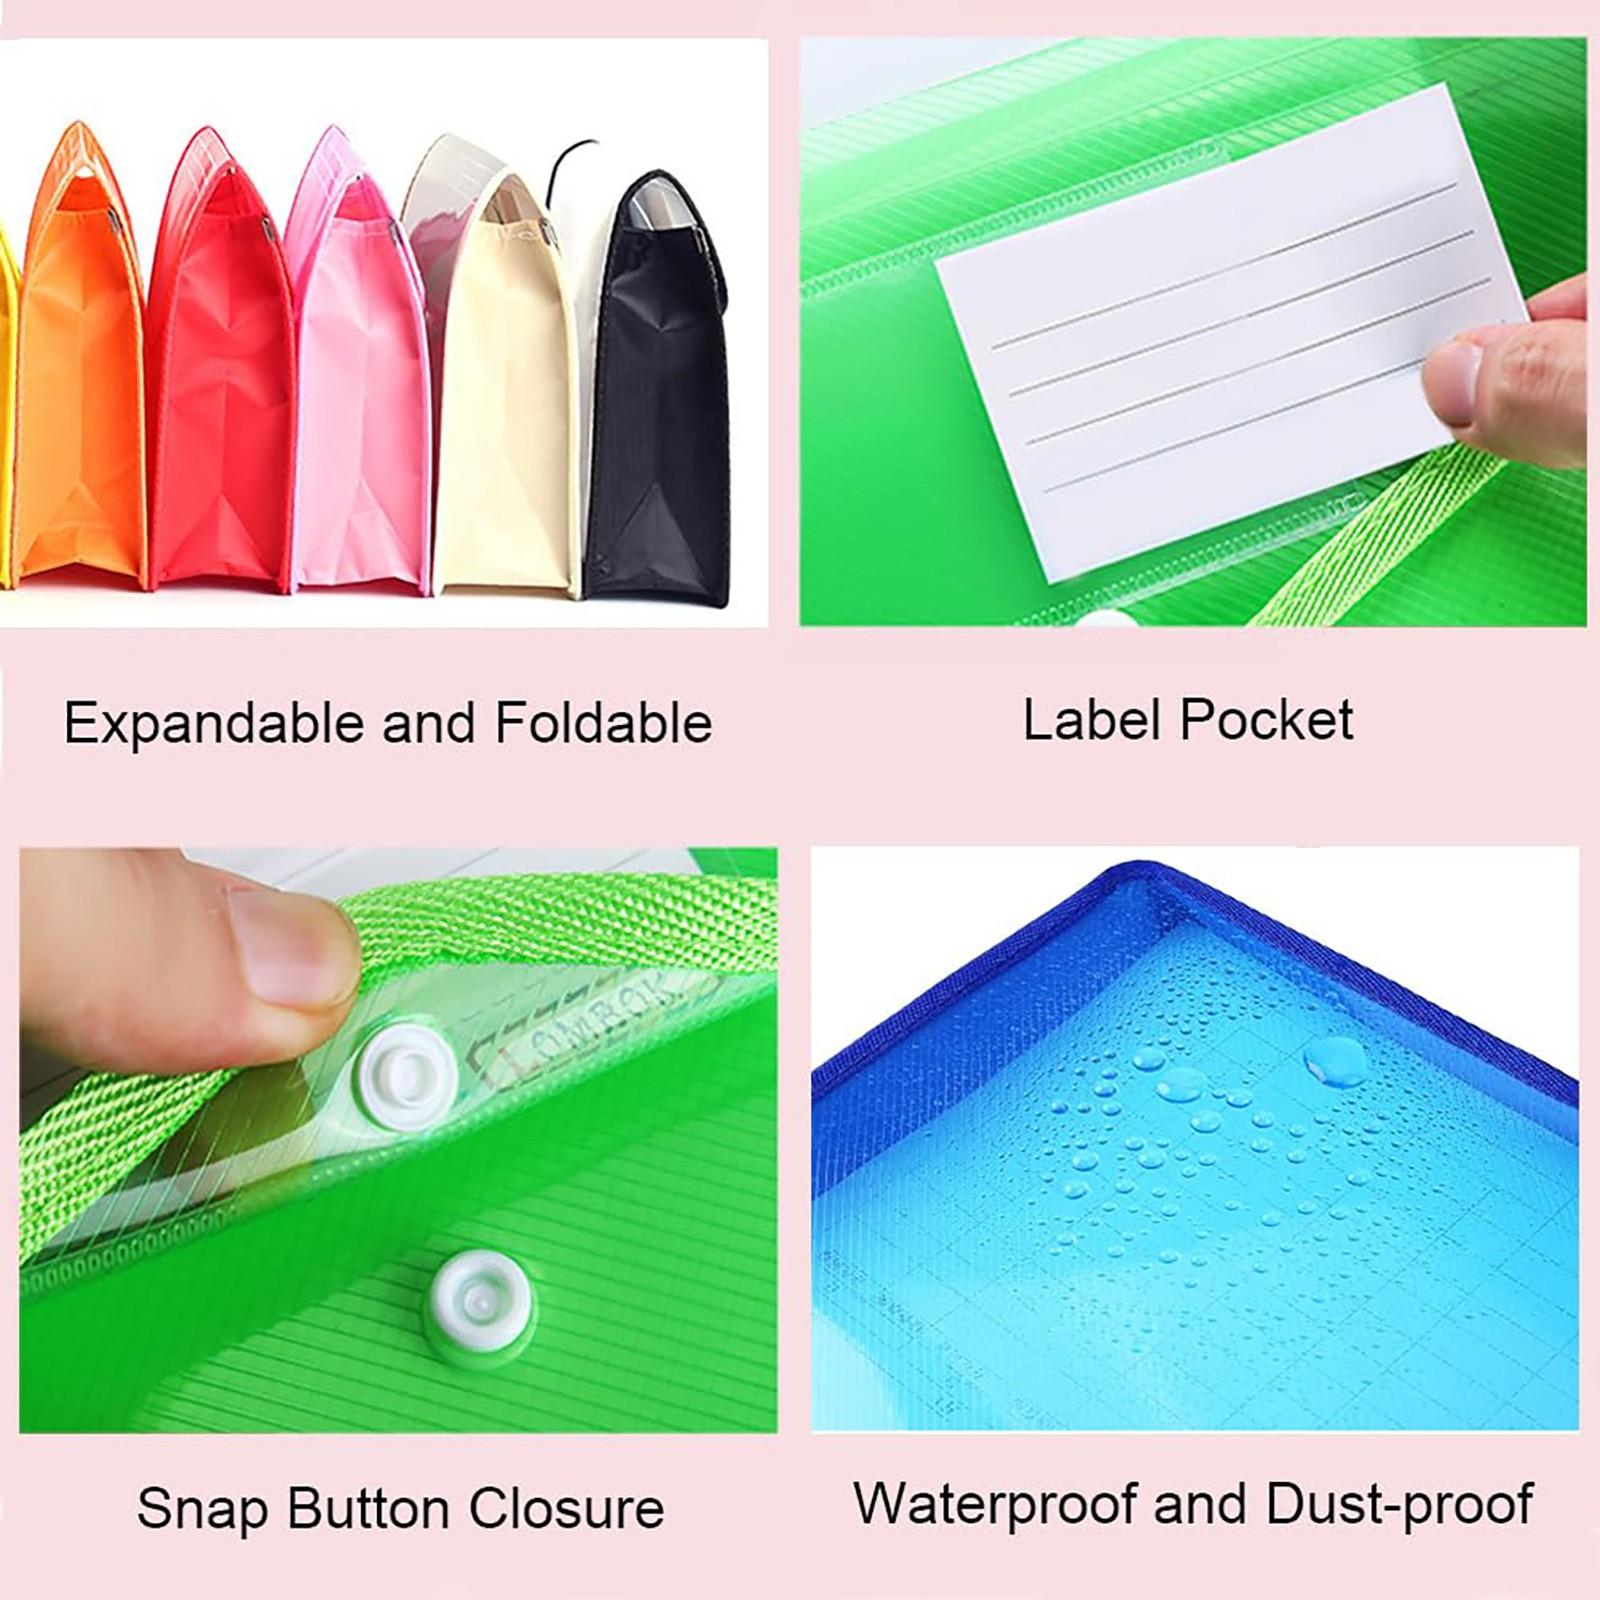 Expandable and Foldable
Label Pocket
Snap Button Closure
Waterproof and Dust-proof